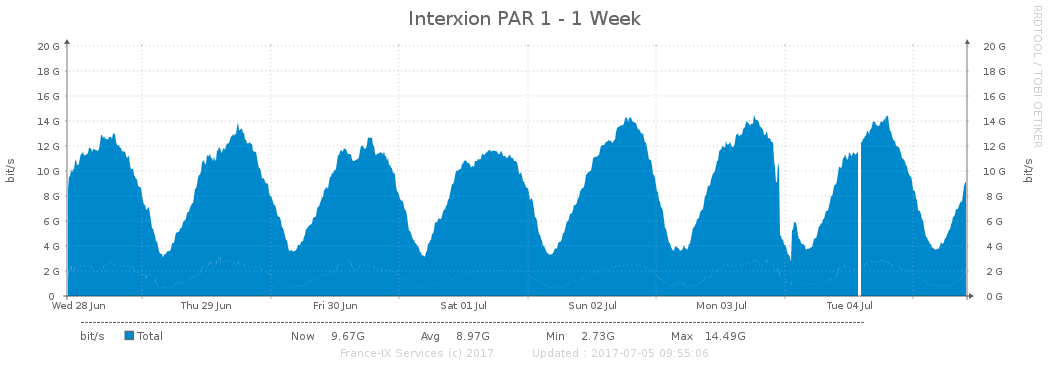 Interxion PAR 1 - 1 Week
RRDTOOL / TOBI OETIKER
20 G 20 G
18 G 18 G
16 G 16 G
14 G 14 G
12 G 12 G
10 G 10 G
8 G 8 G
6 G 6 G
4 G 4 G
2 G 2 G
0 0 G
bit/s
bit/s
Wed 28 Jun Thu 29 Jun Fri 30 Jun Sat 01 Jul Sun 02 Jul Mon 03 Jul Tue 04 Jul
bit/s Total Now 9.67G Avg 8.97G Min 2.73G Max 14.49G
France-IX Services (c) 2017 Updated : 2017-07-05 09:55:06